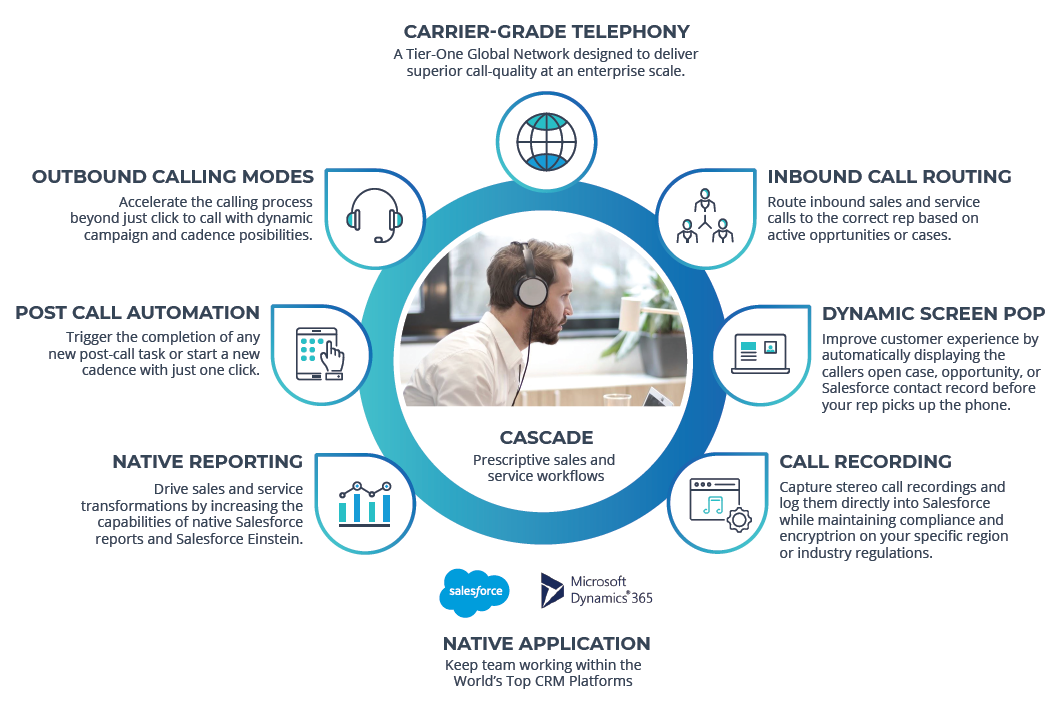 CARRIER-GRADE TELEPHONY
A Tier-One Global Network designed to deliver
superior call-quality at an enterprise scale.
OUTBOUND CALLING MODES
Accelerate the calling process
beyond just click to call with dynamic
campaign and cadence posibilities.
INBOUND CALL ROUTING
Route inbound sales and service
calls to the correct rep based on
active opprtunities or cases.
POST CALL AUTOMATION
Trigger the completion of any
new post-call task or start a new
cadence with just one click.
DYNAMIC SCREEN POP
Improve customer experience by
automatically displaying the
callers open case, opportunity, or
Salesforce contact record before
your rep picks up the phone.
CASCADE
Prescriptive sales and
service workflows
NATIVE REPORTING
Drive sales and service
transformations by increasing the
capabilities of native Salesforce
reports and Salesforce Einstein.
CALL RECORDING
Capture stereo call recordings and
log them directly into Salesforce
while maintaining compliance and
encryptrion on your specific region
or industry regulations.
salesforce
Microsoft
Dynamics®365
NATIVE APPLICATION
Keep team working within the
World's Top CRM Platforms